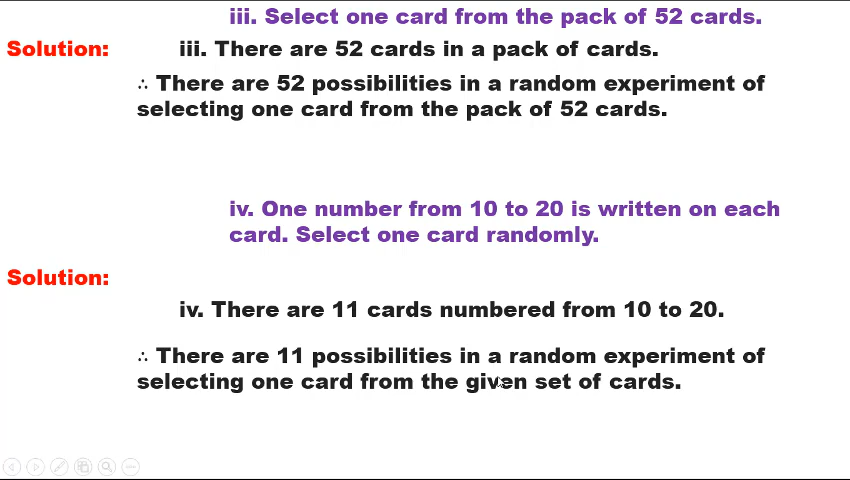 iii. Select one card from the pack of 52 cards.
Solution: iii. There are 52 cards in a pack of cards.
∴ There are 52 possibilities in a random experiment of
selecting one card from the pack of 52 cards.
iv. One number from 10 to 20 is written on each
card. Select one card randomly.
Solution:
iv. There are 11 cards numbered from 10 to 20.
∴ There are 11 possibilities in a random experiment of
selecting one card from the given set of cards.